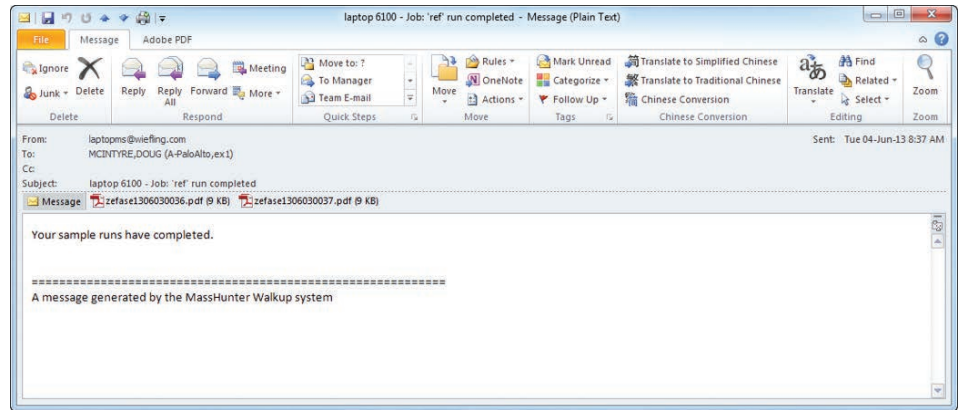 laptop 6100 - Job: 'ref' run completed - Message (Plain Text)
File Message Adobe PDF
Ignore
Junk
Delete
Reply
Reply All
Forward
Meeting
More
Move to: ?
To Manager
Team E-mail
Move
Rules
OneNote
Actions
Mark Unread
Categorize
Follow Up
简 Translate to Simplified Chinese
繁 Translate to Traditional Chinese
Chinese Conversion
Translate
Find
Related
Select
Zoom
Delete Respond Quick Steps Move Tags Chinese Conversion Editing Zoom
From: laptopms@wiefling.com Sent: Tue 04-Jun-13 8:37 AM
To: MCINTYRE,DOUG (A-PaloAlto,ex1)
Cc:
Subject: laptop 6100 - Job: 'ref' run completed
Message zefase1306030036.pdf (9 KB) zefase1306030037.pdf (9 KB)
Your sample runs have completed.
============================================================
A message generated by the MassHunter Walkup system